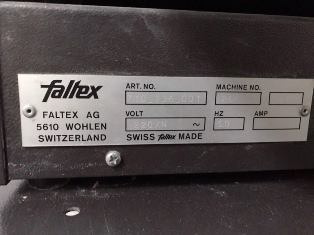 faltex
FALTEX AG
5610 WOHLEN
SWITZERLAND
ART. NO.
MACHINE NO.
VOLT
HZ
AMP
~
SWISS faltex MADE